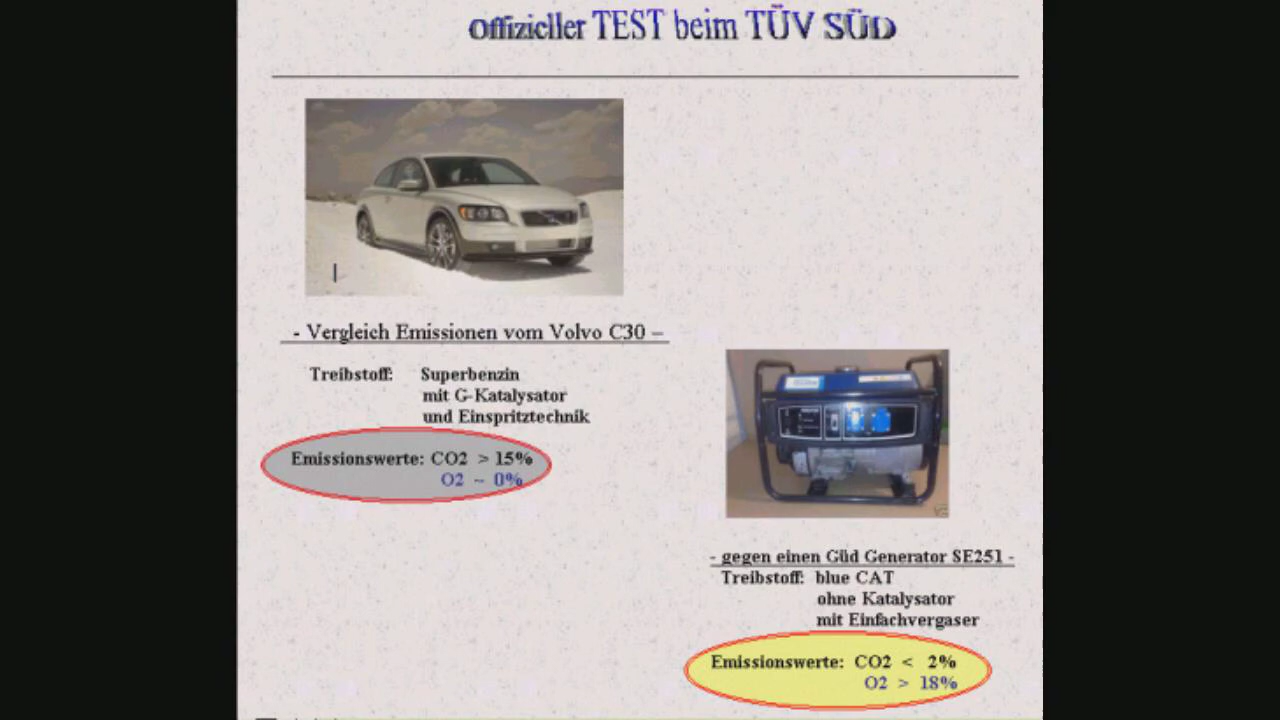 Offizieller TEST beim TÜV SÜD
- Vergleich Emissionen vom Volvo C30 –
Treibstoff: Superbenzin
mit G-Katalysator
und Einspritztechnik
Emissionswerte: CO2 > 15%
O2 ~ 0%
- gegen einen Güd Generator SE251 -
Treibstoff: blue CAT
ohne Katalysator
mit Einfachvergaser
Emissionswerte: CO2 < 2%
O2 > 18%